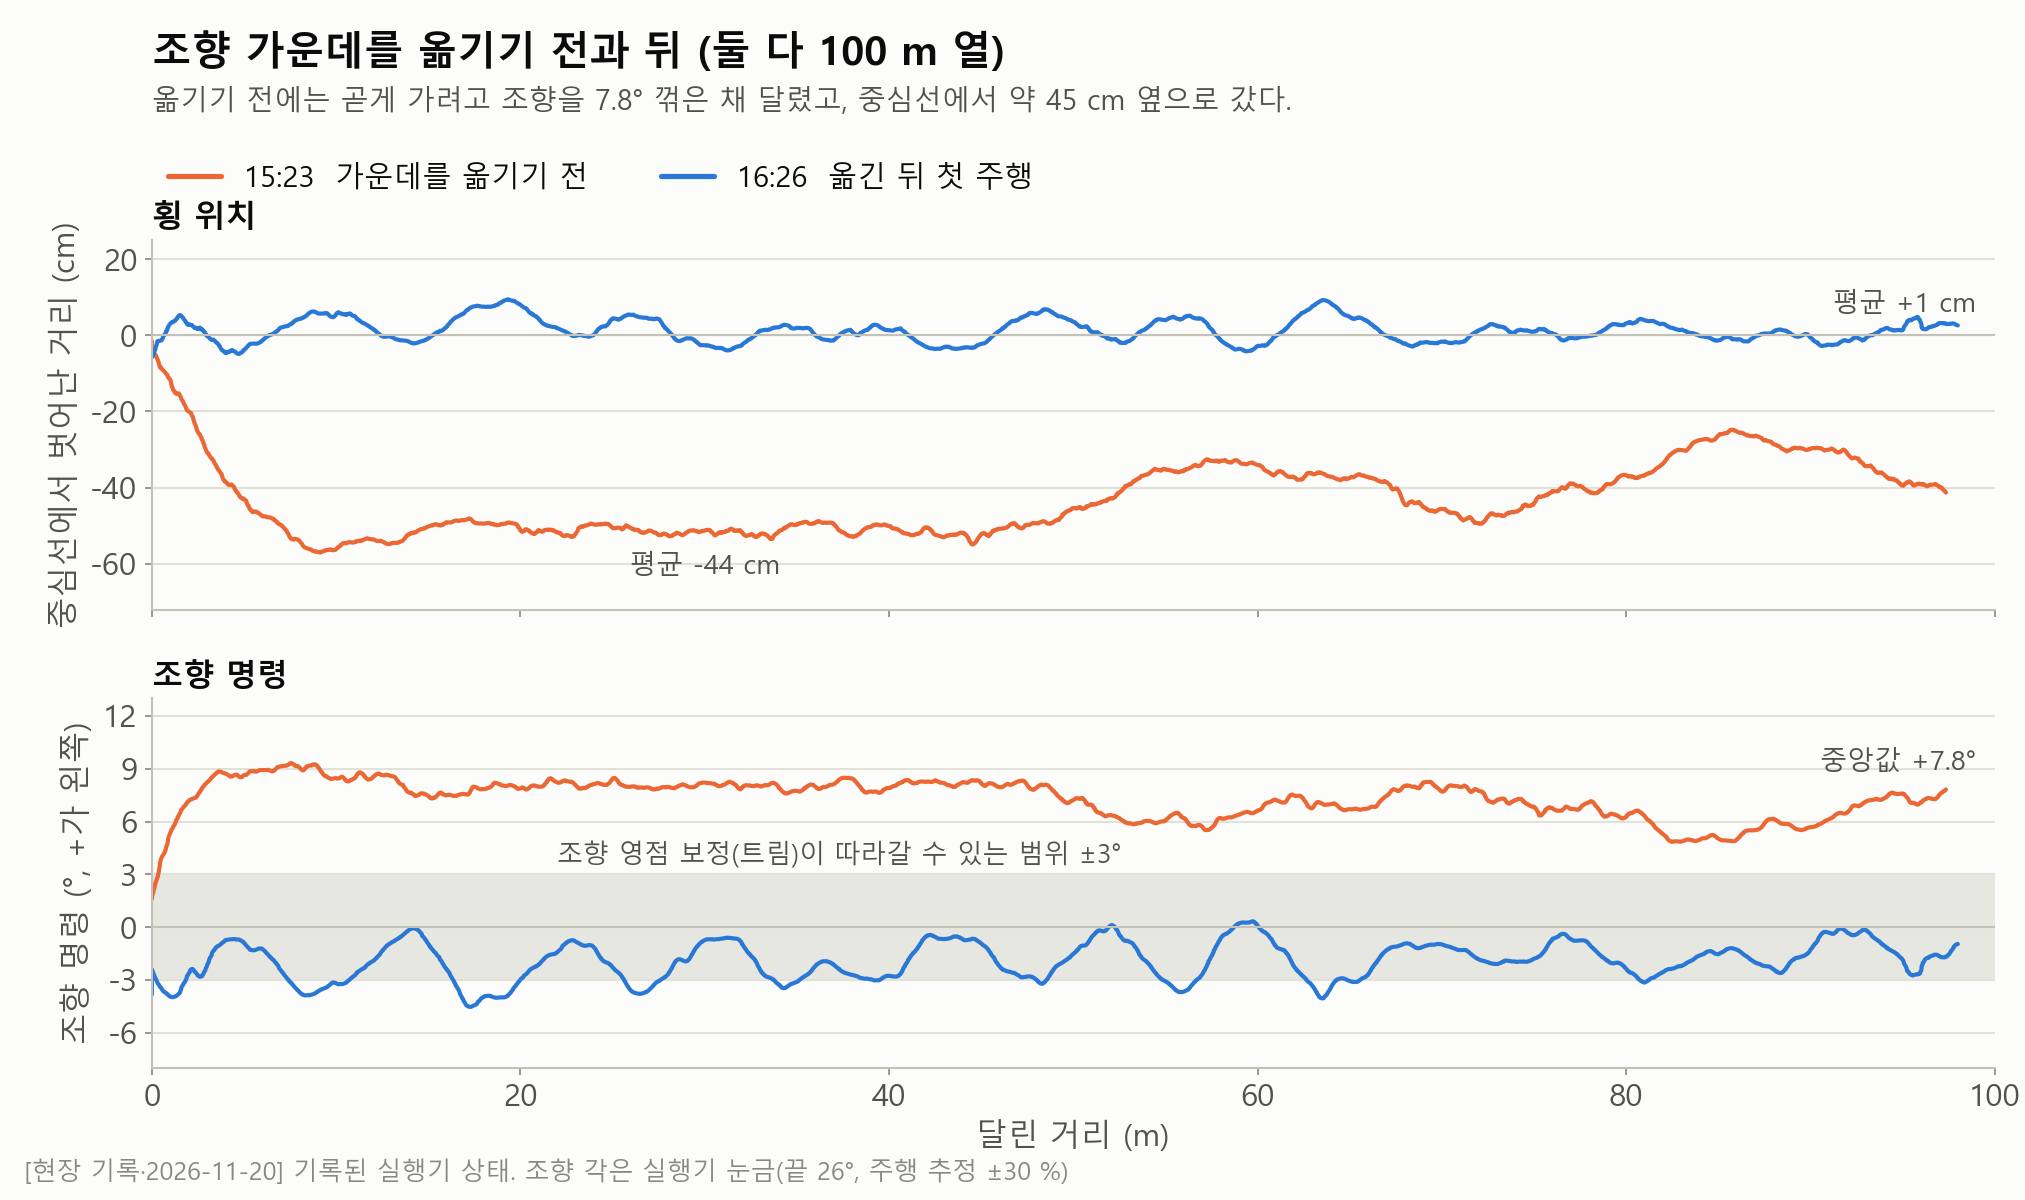 조향 가운데를 옮기기 전과 뒤 (둘 다 100 m 열)
옮기기 전에는 곧게 가려고 조향을 7.8° 꺾은 채 달렸고, 중심선에서 약 45 cm 옆으로 갔다.
15:23 가운데를 옮기기 전
16:26 옮긴 뒤 첫 주행
횡 위치
중심선에서 벗어난 거리 (cm)
20
0
-20
-40
-60
평균 +1 cm
평균 -44 cm
조향 명령
조향 명령 (°, +가 왼쪽)
12
9
6
3
0
-3
-6
중앙값 +7.8°
조향 영점 보정(트림)이 따라갈 수 있는 범위 ±3°
0
20
40
60
80
100
달린 거리 (m)
[현장 기록·2026-11-20] 기록된 실행기 상태. 조향 각은 실행기 눈금(끝 26°, 주행 추정 ±30 %)